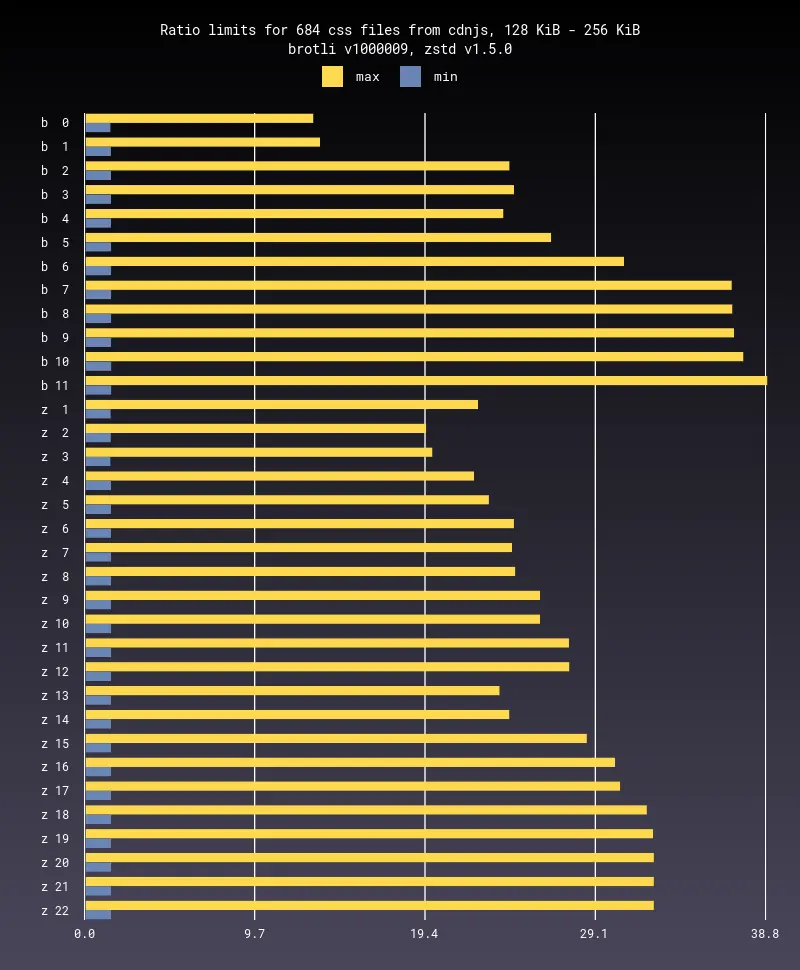 Ratio limits for 684 css files from cdnjs, 128 KiB - 256 KiB
brotli v1000009, zstd v1.5.0
max min
b 0
b 1
b 2
b 3
b 4
b 5
b 6
b 7
b 8
b 9
b 10
b 11
z 1
z 2
z 3
z 4
z 5
z 6
z 7
z 8
z 9
z 10
z 11
z 12
z 13
z 14
z 15
z 16
z 17
z 18
z 19
z 20
z 21
z 22
0.0 9.7 19.4 29.1 38.8